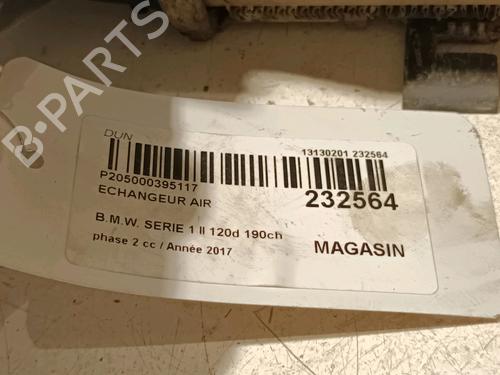 B-PARTS
DUN
13130201 232564
P205000395117
ECHANGEUR AIR
232564
B.M.W. SERIE 1 II 120d 190ch
phase 2 cc / Année 2017
MAGASIN